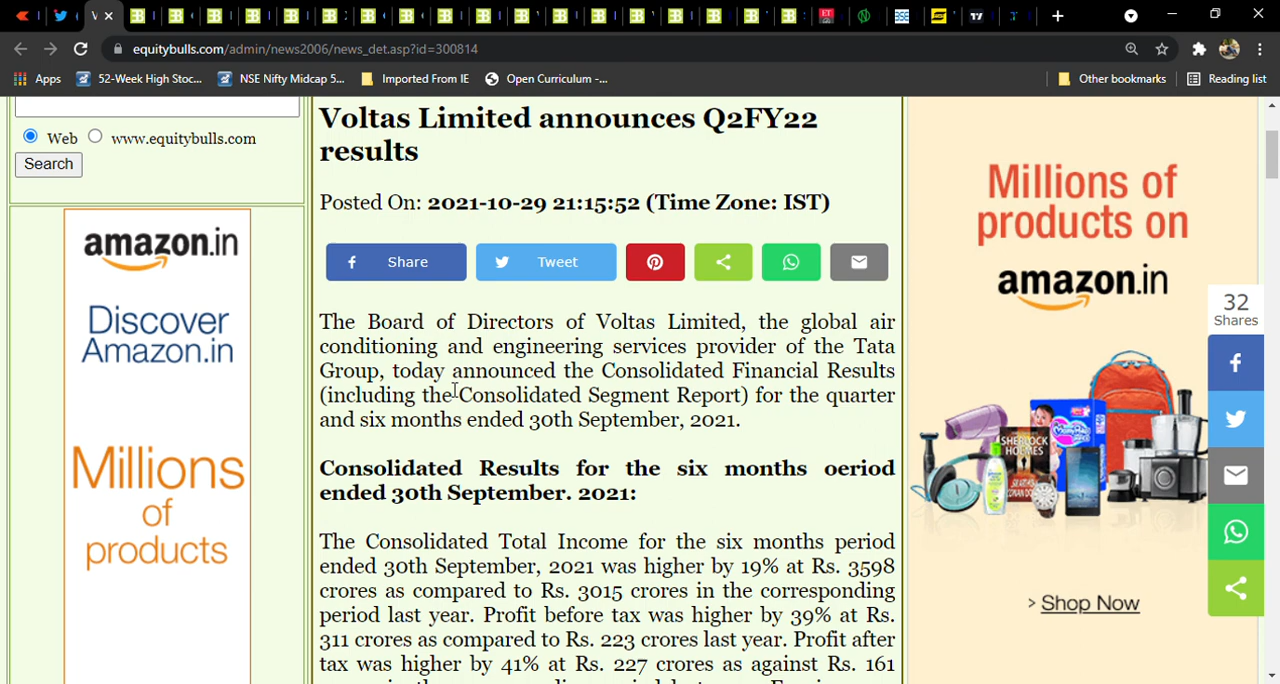 equitybulls.com/admin/news2006/news_det.asp?id=300814
Apps
52-Week High Stoc...
NSE Nifty Midcap 5...
Imported From IE
Open Curriculum -...
Other bookmarks
Reading list
Web
www.equitybulls.com
Search
amazon.in
Discover
Amazon.in
Millions
of
products
Voltas Limited announces Q2FY22
results
Posted On: 2021-10-29 21:15:52 (Time Zone: IST)
Share
Tweet
The Board of Directors of Voltas Limited, the global air
conditioning and engineering services provider of the Tata
Group, today announced the Consolidated Financial Results
(including the Consolidated Segment Report) for the quarter
and six months ended 30th September, 2021.
Consolidated Results for the six months oeriod
ended 30th September. 2021:
The Consolidated Total Income for the six months period
ended 30th September, 2021 was higher by 19% at Rs. 3598
crores as compared to Rs. 3015 crores in the corresponding
period last year. Profit before tax was higher by 39% at Rs.
311 crores as compared to Rs. 223 crores last year. Profit after
tax was higher by 41% at Rs. 227 crores as against Rs. 161
Millions of
products on
amazon.in
SHERLOCK
HOLMES
> Shop Now
32
Shares